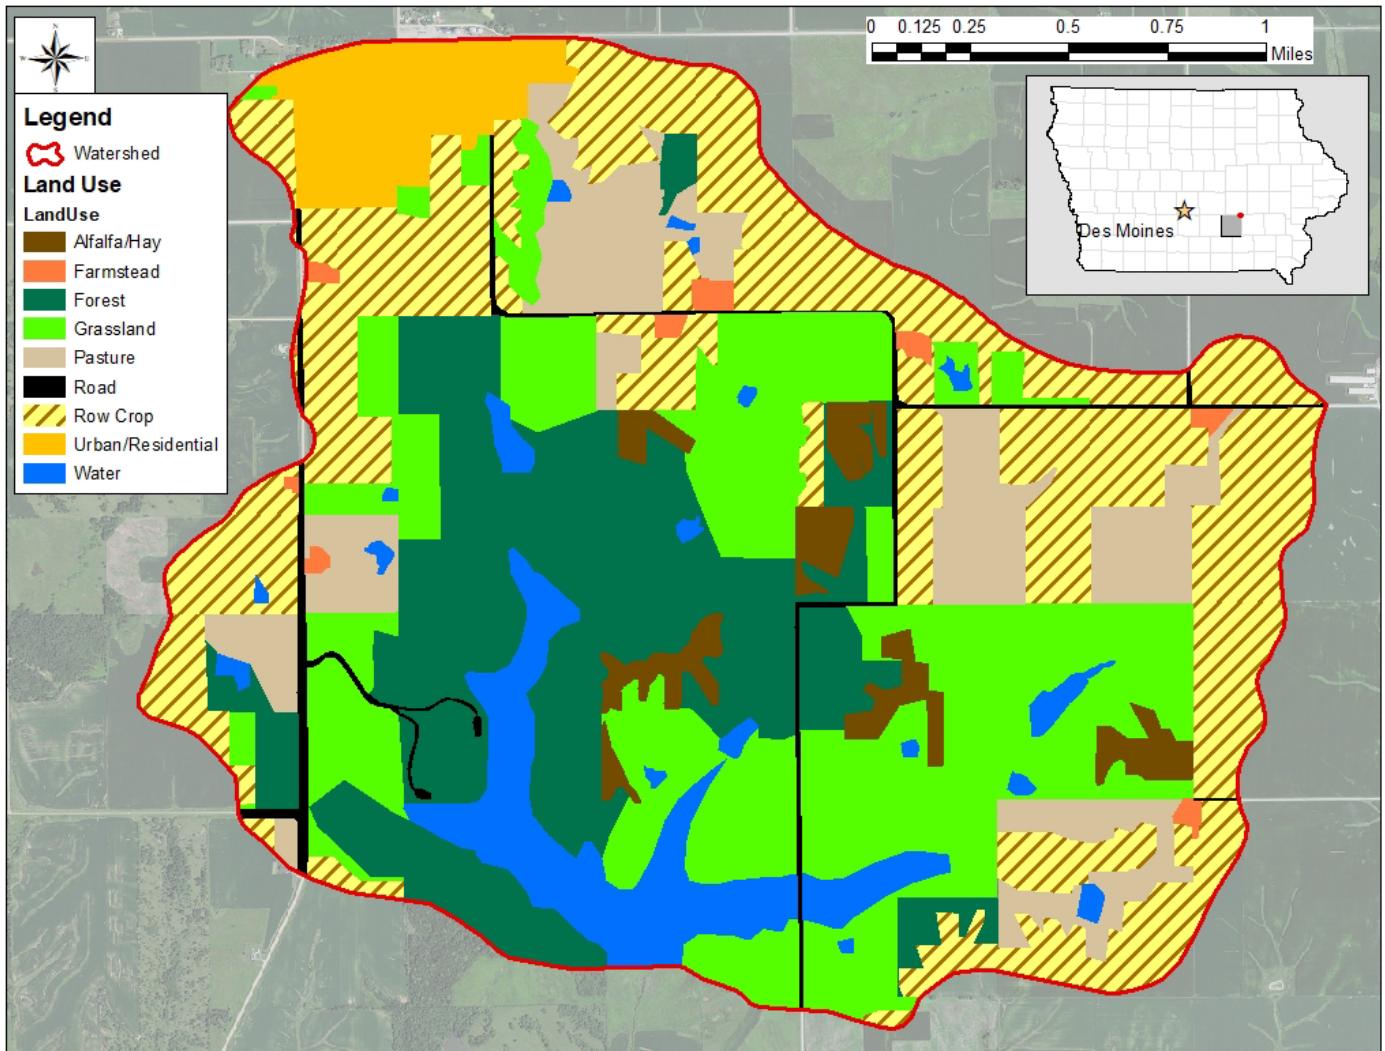 N
W E
S
0 0.125 0.25 0.5 0.75 1
Miles
Legend
Watershed
Land Use
LandUse
Alfalfa/Hay
Farmstead
Forest
Grassland
Pasture
Road
Row Crop
Urban/Residential
Water
Des Moines